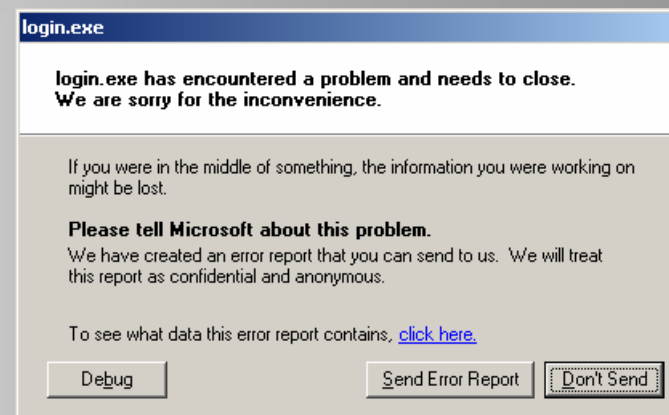 login.exe
login.exe has encountered a problem and needs to close.
We are sorry for the inconvenience.
If you were in the middle of something, the information you were working on
might be lost.
Please tell Microsoft about this problem.
We have created an error report that you can send to us. We will treat
this report as confidential and anonymous.
To see what data this error report contains, click here.
Debug Send Error Report Don't Send